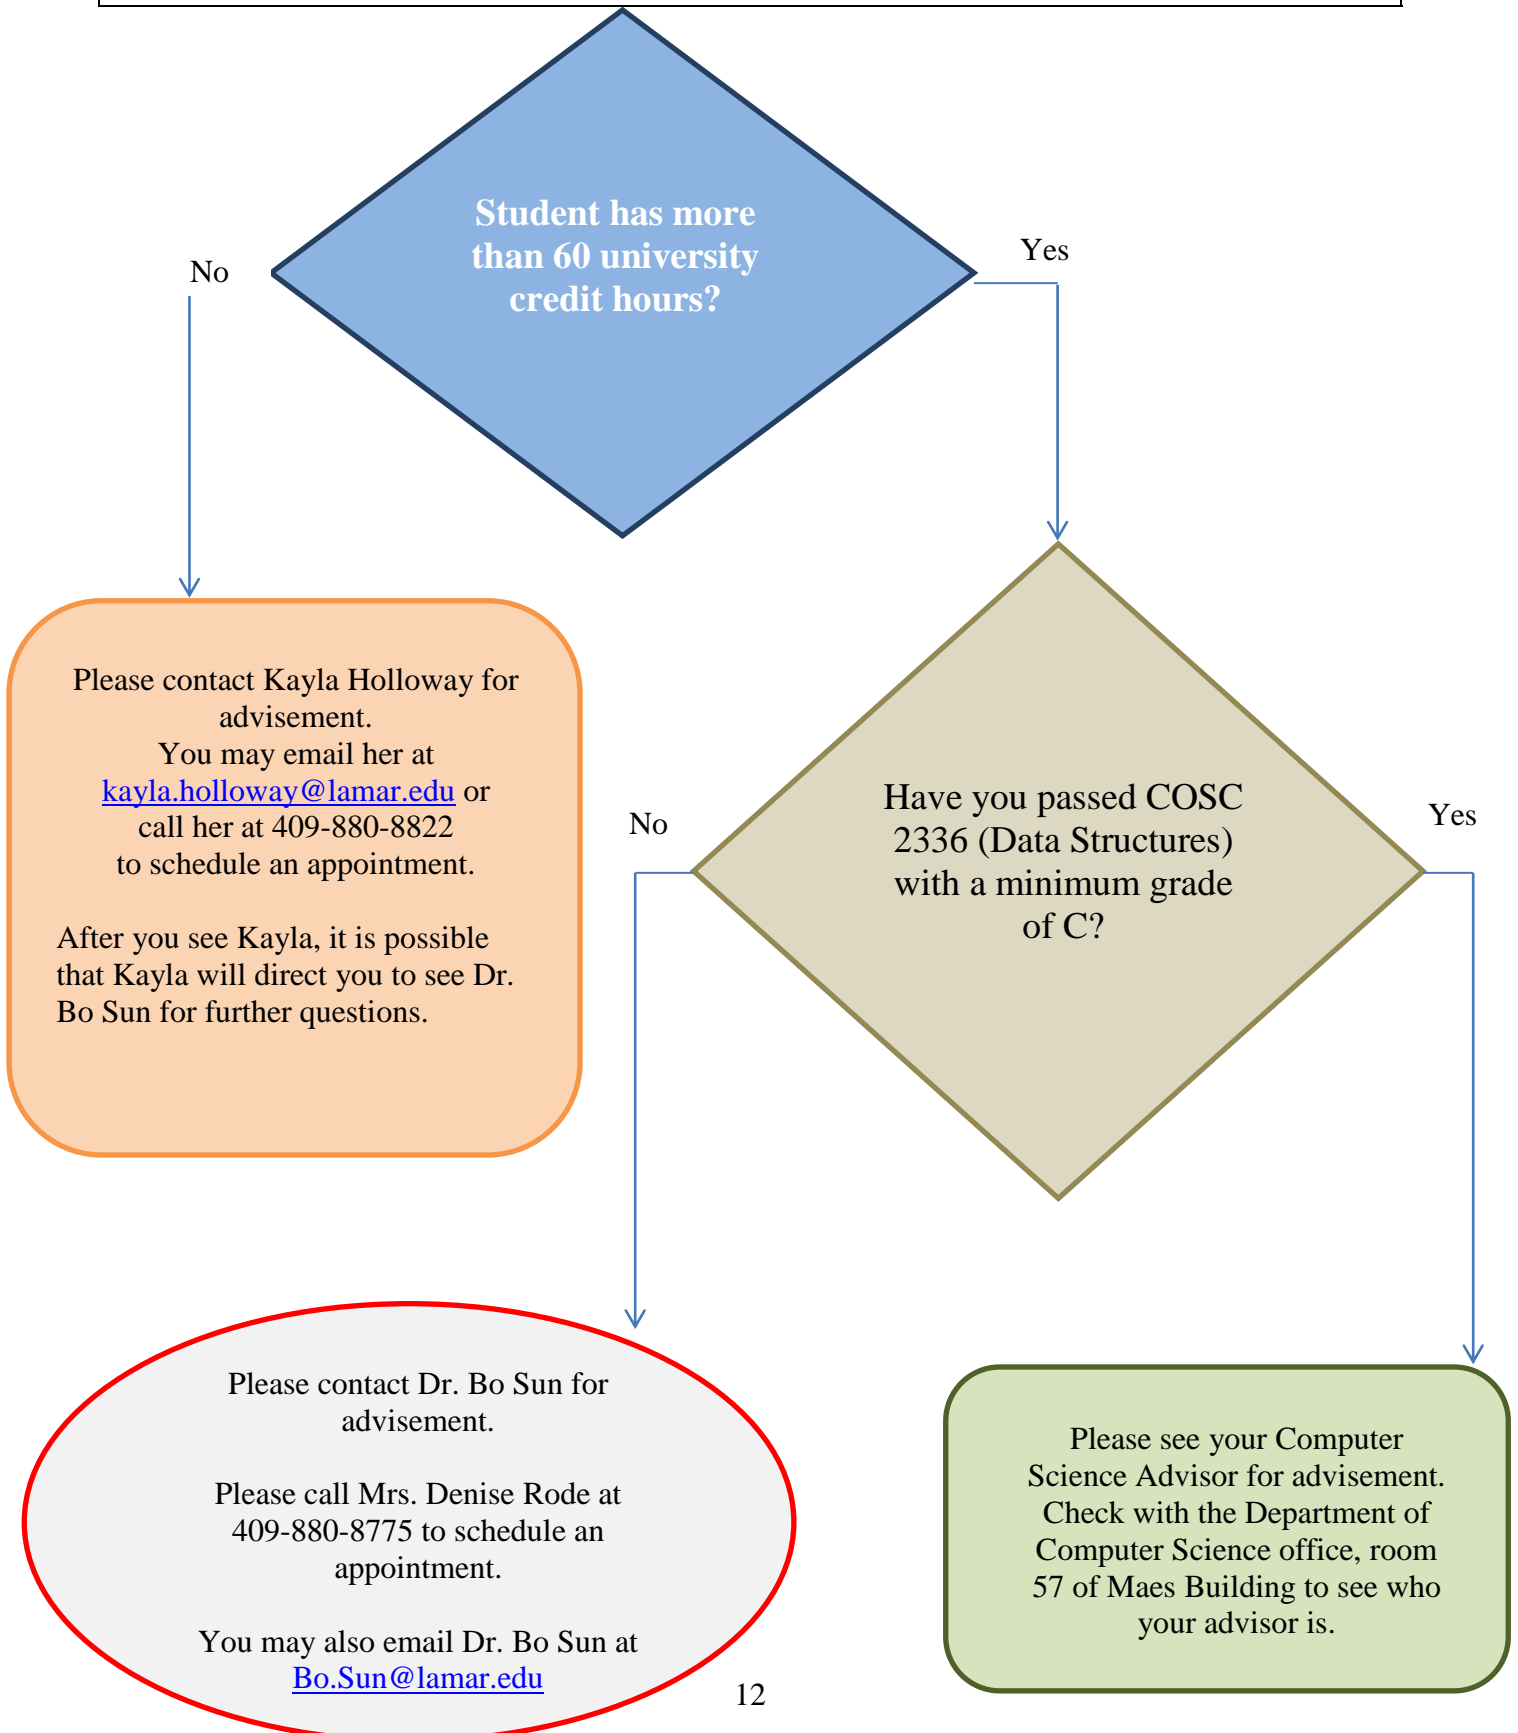 Student has more
than 60 university
credit hours?
No
Yes
Please contact Kayla Holloway for
advisement.
You may email her at
kayla.holloway@lamar.edu or
call her at 409-880-8822
to schedule an appointment.
After you see Kayla, it is possible
that Kayla will direct you to see Dr.
Bo Sun for further questions.
Have you passed COSC
2336 (Data Structures)
with a minimum grade
of C?
No
Yes
Please contact Dr. Bo Sun for
advisement.
Please call Mrs. Denise Rode at
409-880-8775 to schedule an
appointment.
You may also email Dr. Bo Sun at
Bo.Sun@lamar.edu
Please see your Computer
Science Advisor for advisement.
Check with the Department of
Computer Science office, room
57 of Maes Building to see who
your advisor is.
12